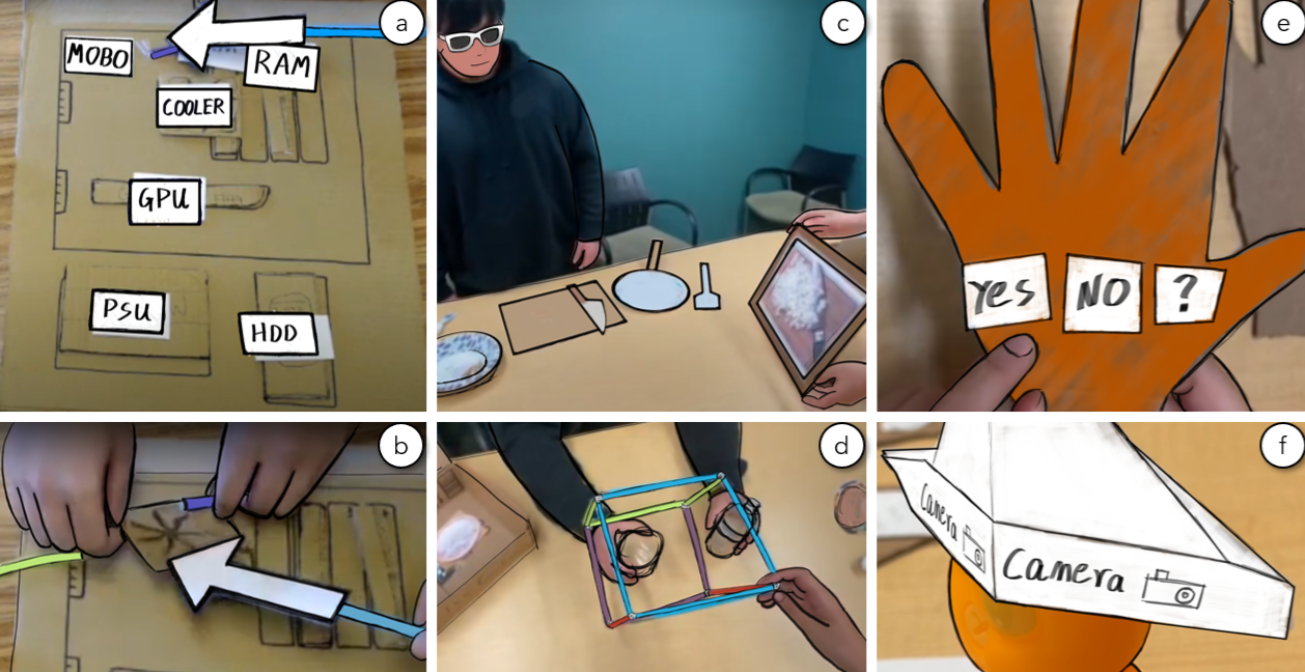 a
MOBO
RAM
COOLER
GPU
PSU
HDD
b
c
d
e
Yes NO ?
f
Camera
Camera